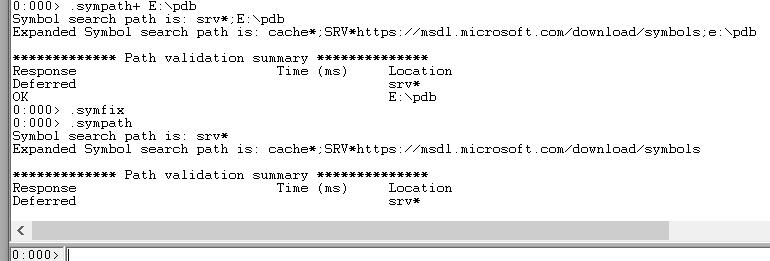 0:000> .sympath+ E:\pdb
Symbol search path is: srv*;E:\pdb
Expanded Symbol search path is: cache*;SRV*https://msdl.microsoft.com/download/symbols;e:\pdb
************* Path validation summary **************
Response Time (ms) Location
Deferred srv*
OK E:\pdb
0:000> .symfix
0:000> .sympath
Symbol search path is: srv*
Expanded Symbol search path is: cache*;SRV*https://msdl.microsoft.com/download/symbols
************* Path validation summary **************
Response Time (ms) Location
Deferred srv*
0:000>